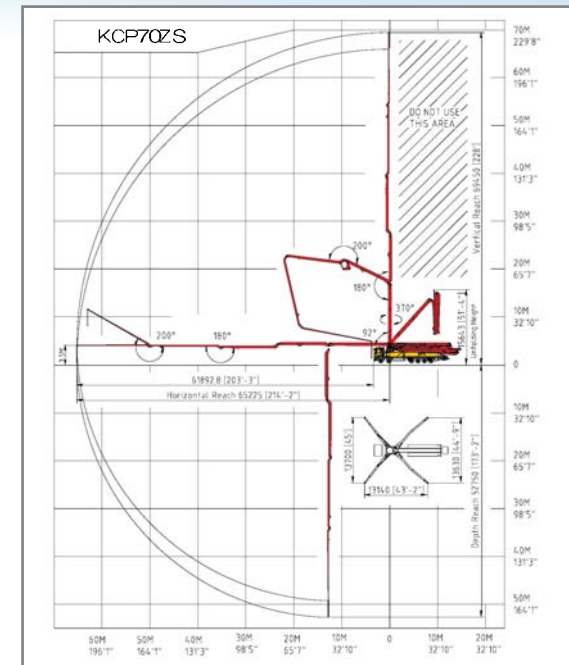 KCP70ZS
70M
229'8"
60M
196'1"
50M
164'1"
40M
131'3"
30M
98'5"
20M
65'7"
10M
32'10"
0
10M
32'10"
20M
65'7"
30M
98'5"
40M
131'3"
50M
164'1"
DO NOT USE
THIS AREA
Vertical Reach 69450 [228']
200°
180°
370°
92°
15643 [51'-4"]
Unfolding Height
200°
180°
61892.8 [203'-3"]
Horizontal Reach 65225 [214'-2"]
13700 [45']
13630 [44'-9"]
13140 [43'-2"]
Depth Reach 52750 [173'-2"]
60M 50M 40M 30M 20M 10M 0 10M 20M
196'1" 164'1" 131'3" 98'5" 65'7" 32'10" 32'10" 32'10"